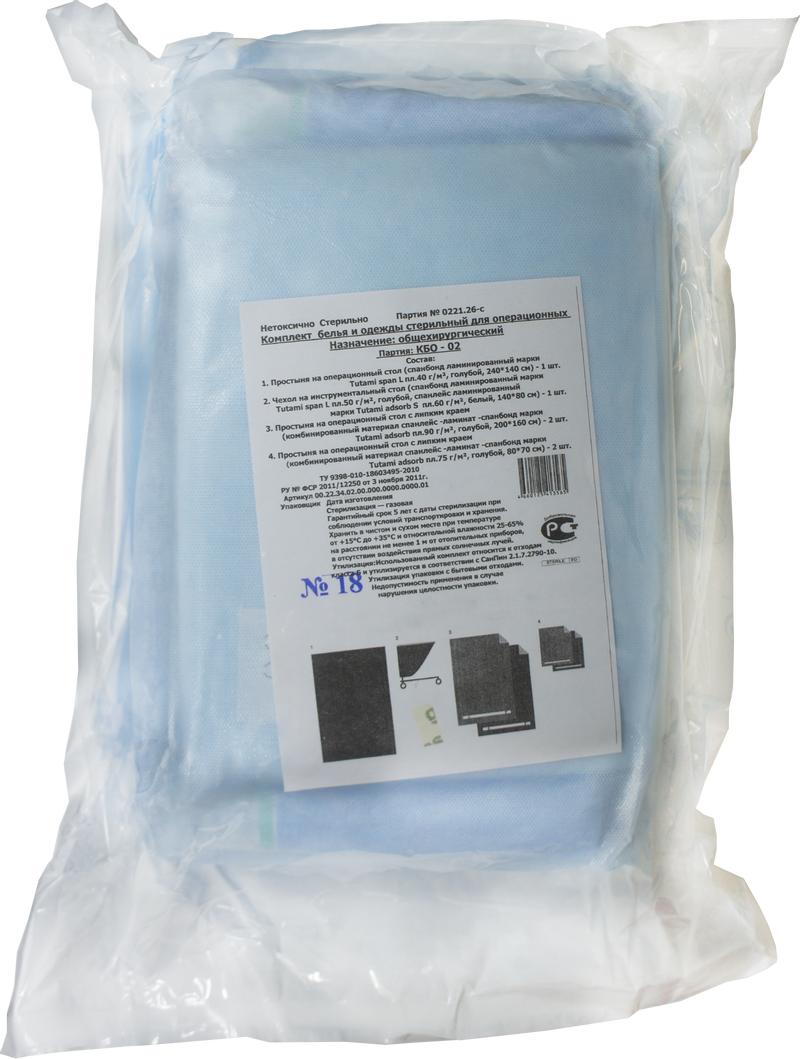 Нетоксично Стерильно Партия № 0221.26-с
Комплект белья и одежды стерильный для операционных
Назначение: общехирургический
Партия: КБО - 02
Состав:
1. Простыня на операционный стол (спанбонд ламинированный марки
Tutami span L пл.40 г/м², голубой, 240*140 см) - 1 шт.
2. Чехол на инструментальный стол (спанбонд ламинированный марки
Tutami span L пл.50 г/м², голубой, спанлейс ламинированный
марки Tutami adsorb S пл.60 г/м², белый, 140*80 см) - 1 шт.
3. Простыня на операционный стол с липким краем
(комбинированный материал спанлейс -ламинат -спанбонд марки
Tutami adsorb пл.90 г/м², голубой, 200*160 см) - 2 шт.
4. Простыня на операционный стол с липким краем
(комбинированный материал спанлейс -ламинат -спанбонд марки
Tutami adsorb пл.75 г/м², голубой, 80*70 см) - 2 шт.
ТУ 9398-010-18603495-2010
РУ № ФСР 2011/12250 от 3 ноября 2011г.
Артикул 00.22.34.02.00.000.0000.0000.01
Упаковщик Дата изготовления
Стерилизация — газовая
Гарантийный срок 5 лет с даты стерилизации при
соблюдении условий транспортировки и хранения.
Хранить в чистом и сухом месте при температуре
от +15°С до +35°С и относительной влажности 25-65%
на расстоянии не менее 1 м от отопительных приборов,
в отсутствии воздействия прямых солнечных лучей.
Утилизация:Использованный комплект относится к отходам
класса Б и утилизируется в соответствии с СанПин 2.1.7.2790-10.
Утилизация упаковки с бытовыми отходами.
Недопустимость применения в случае
нарушения целостности упаковки.
№ 18
РСТ
STERILE EO
1 2 3 4